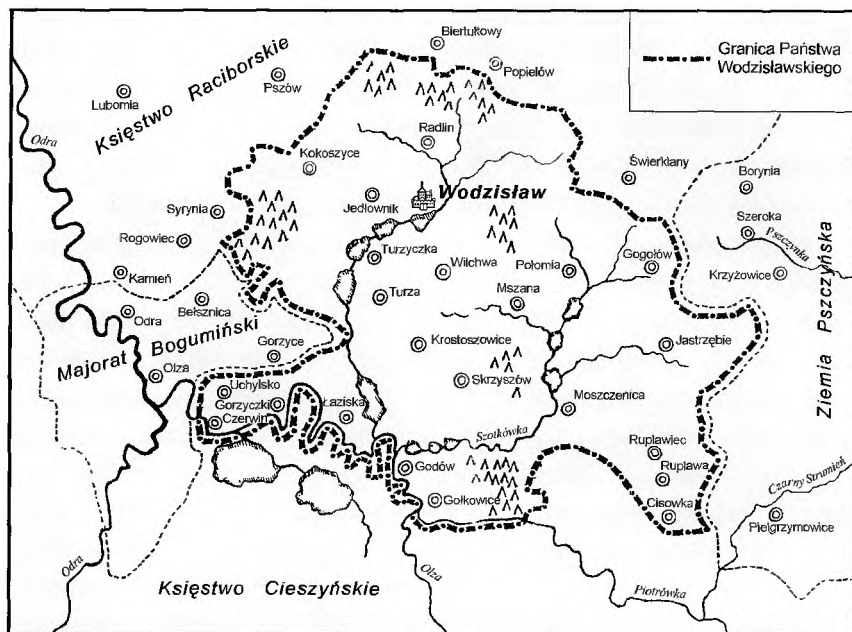 Granica Państwa
Wodzisławskiego
Biertułtowy
Popielów
Pszów
Lubomia
Księstwo Raciborskie
Odra
Radlin
Kokoszyce
Świerklany
Borynia
Wodzisław
Jedłownik
Syrynia
Szeroka
Pszczynka
Rogowiec
Turzyczka
Wilchwa
Połomia
Gogołów
Krzyżowice
Kamień
Turza
Mszana
Bełsznica
Odra
Majorat Bogumiński
Krostoszowice
Jastrzębie
Gorzyce
Olza
Skrzyszów
Uchylsko
Gorzyczki
Łaziska
Czerwin
Moszczenica
Ziemia Pszczyńska
Szotkówka
Ruplawiec
Godów
Ruplawa
Czarny Strumień
Gołkowice
Cisowka
Pielgrzymowice
Odra
Księstwo Cieszyńskie
Olza
Piotrówka